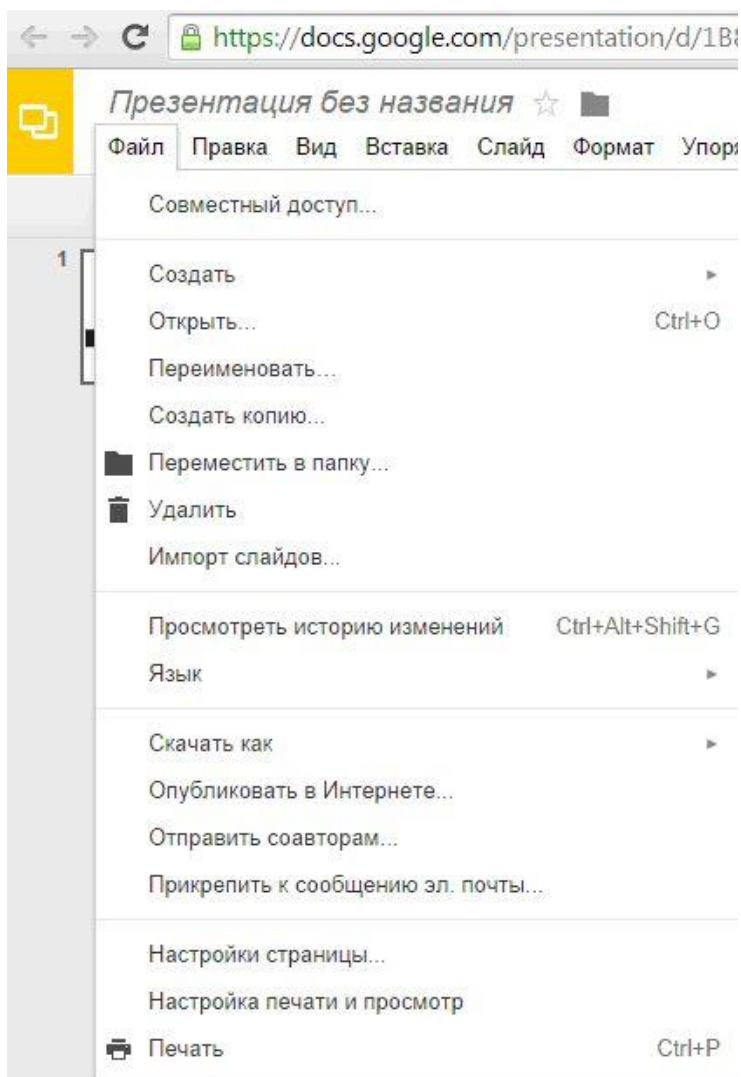 https://docs.google.com/presentation/d/1B8
Презентация без названия
Файл Правка Вид Вставка Слайд Формат Упоря
Совместный доступ...
1
Создать
Открыть... Ctrl+O
Переименовать...
Создать копию...
Переместить в папку...
Удалить
Импорт слайдов...
Просмотреть историю изменений Ctrl+Alt+Shift+G
Язык
Скачать как
Опубликовать в Интернете...
Отправить соавторам...
Прикрепить к сообщению эл. почты...
Настройки страницы...
Настройка печати и просмотр
Печать Ctrl+P